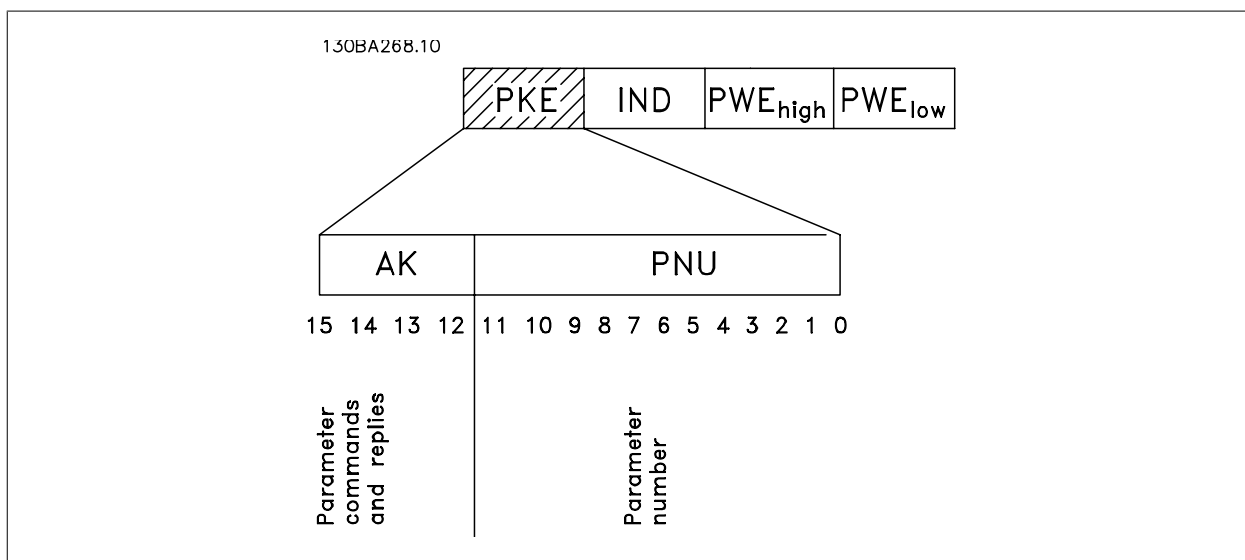 130BA268.10
PKE IND PWEhigh PWElow
AK PNU
15 14 13 12 11 10 9 8 7 6 5 4 3 2 1 0
Parameter
commands
and replies
Parameter
number